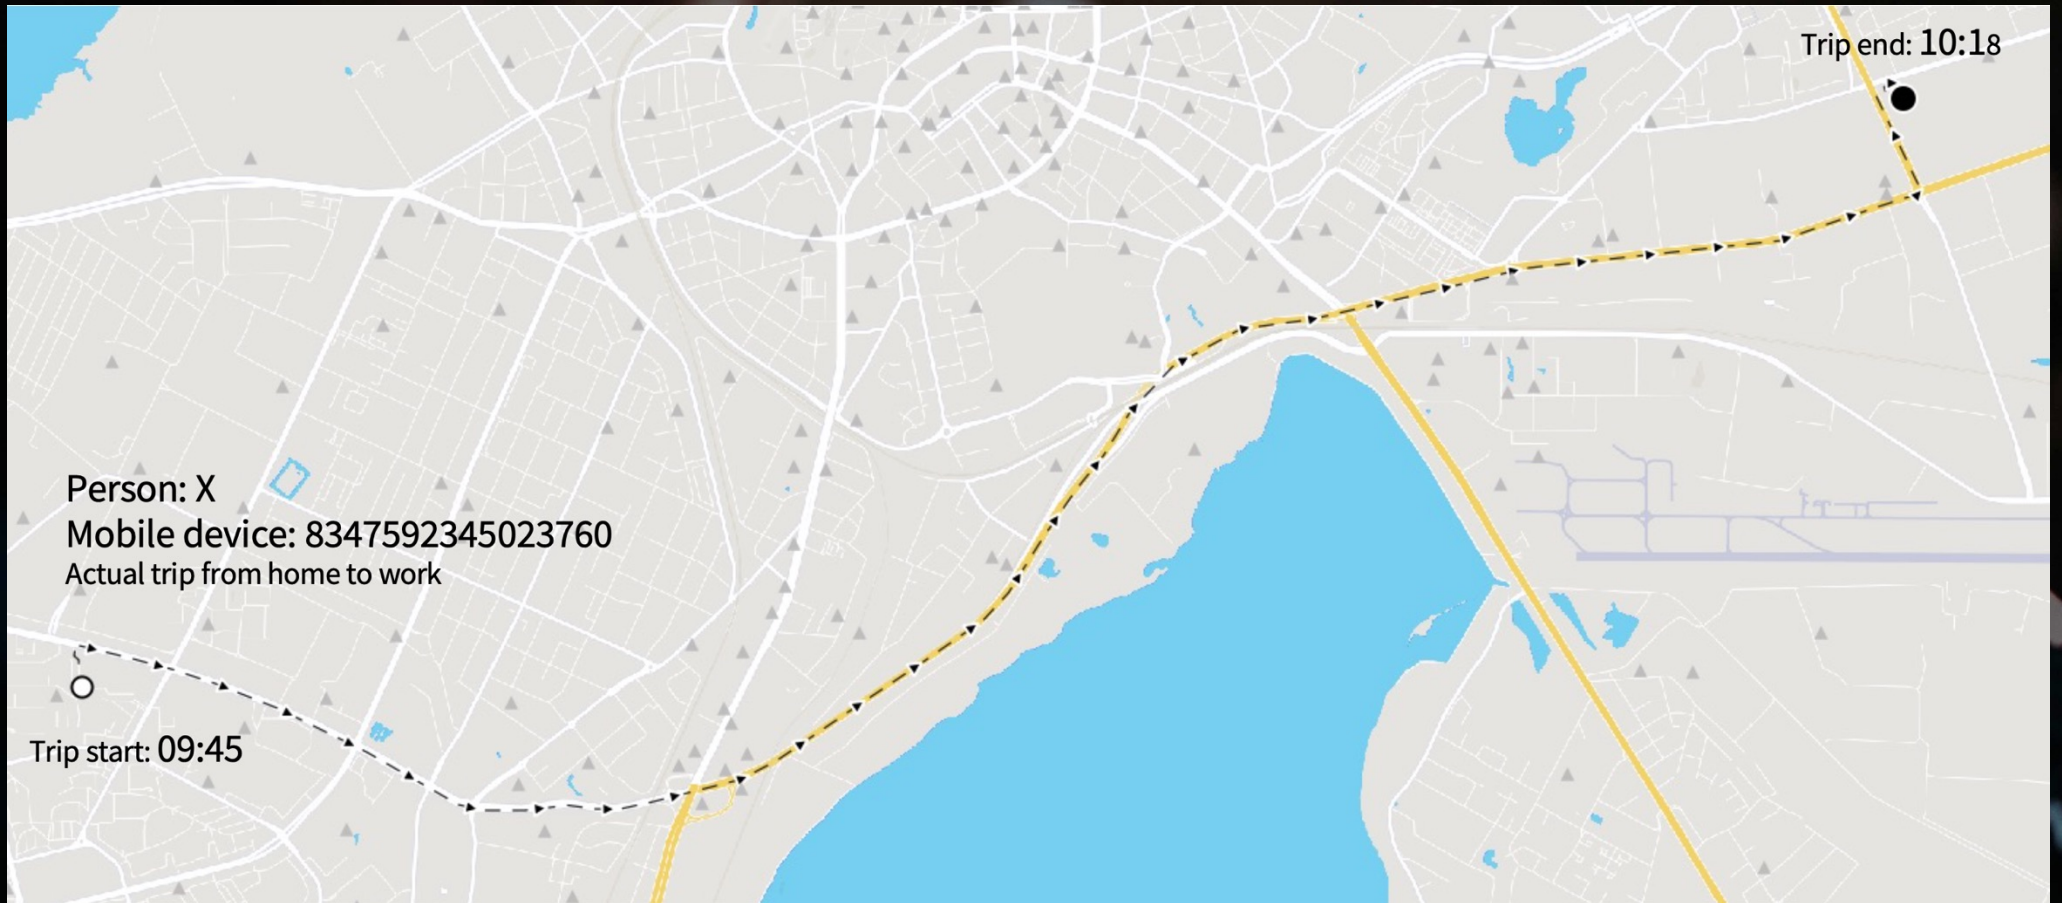 Trip end: 10:18
Person: X
Mobile device: 8347592345023760
Actual trip from home to work
Trip start: 09:45